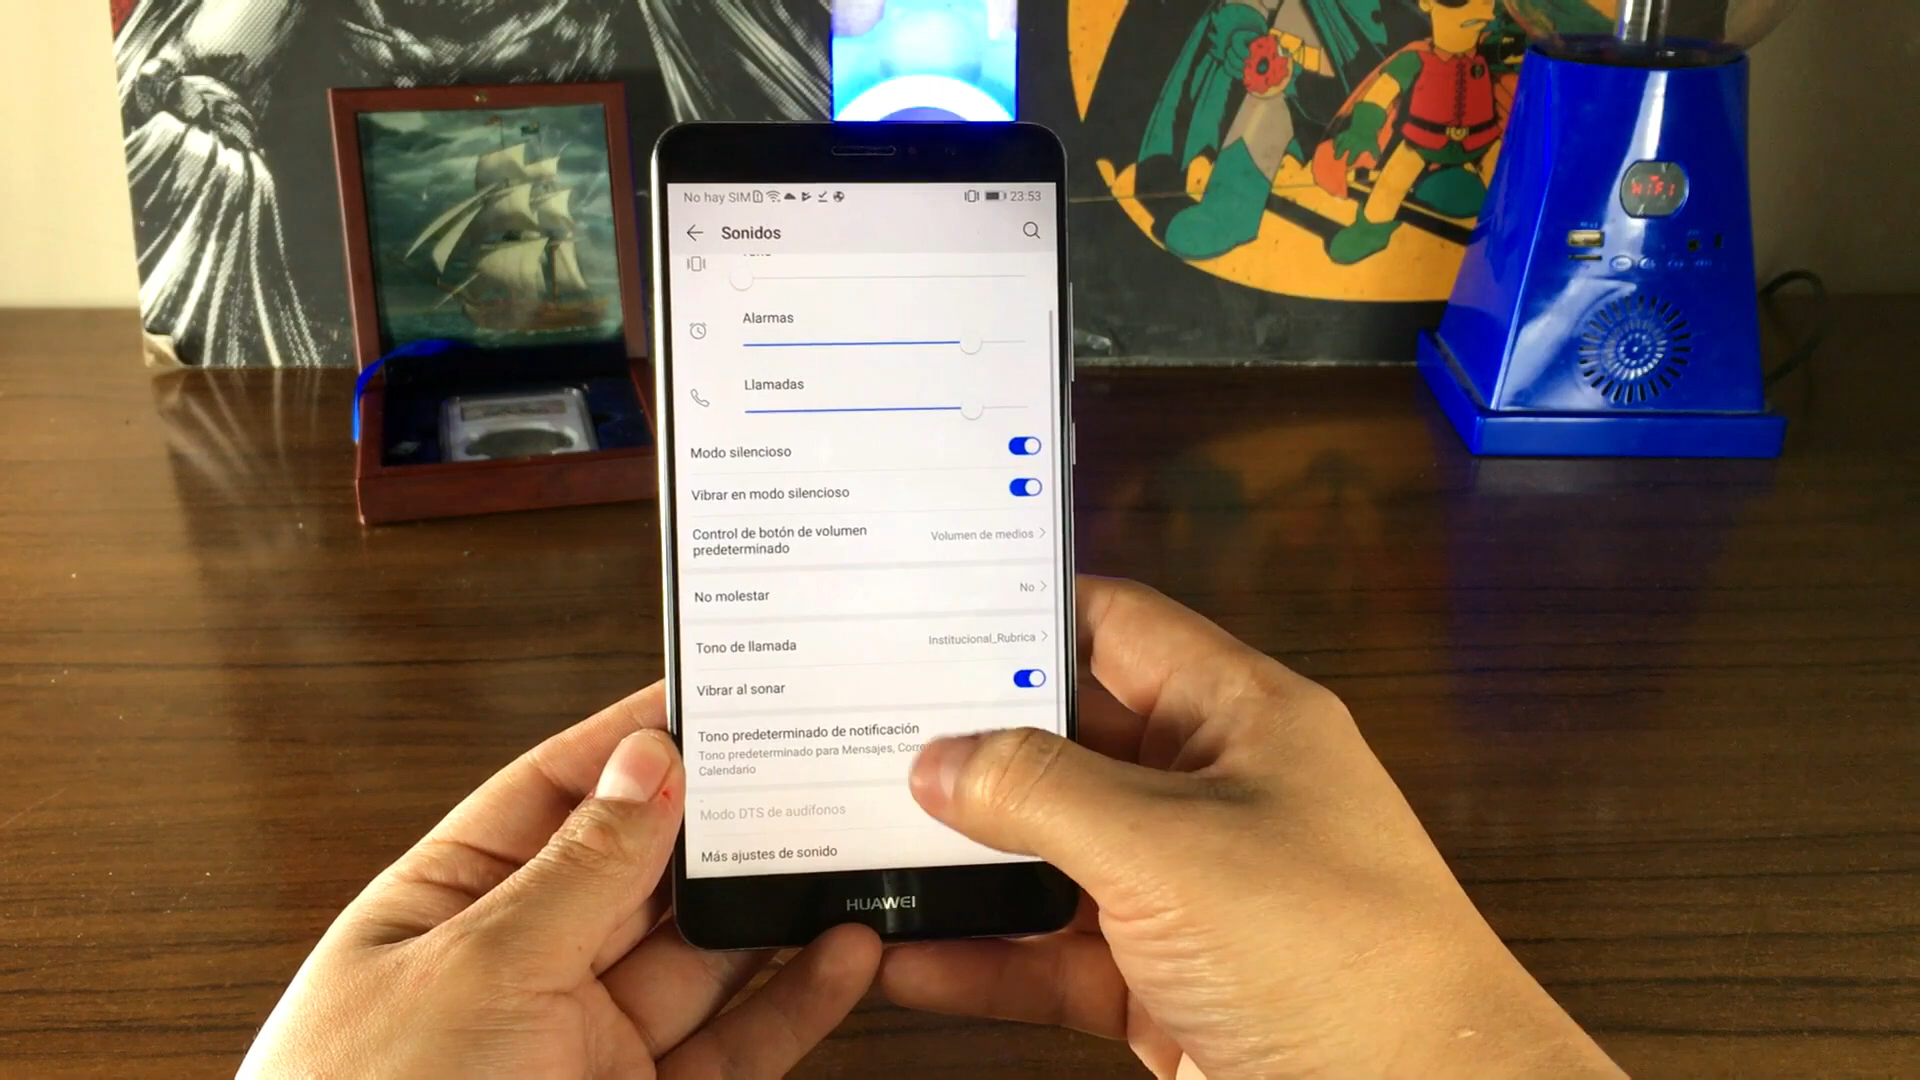 No hay SIM 23:53
Sonidos
Alarmas
Llamadas
Modo silencioso
Vibrar en modo silencioso
Control de botón de volumen
predeterminado
Volumen de medios
No molestar
No
Tono de llamada
Institucional_Rubrica
Vibrar al sonar
Tono predeterminado de notificación
Tono predeterminado para Mensajes,
Calendario
Modo DTS de audífonos
Más ajustes de sonido
HUAWEI
WIFI